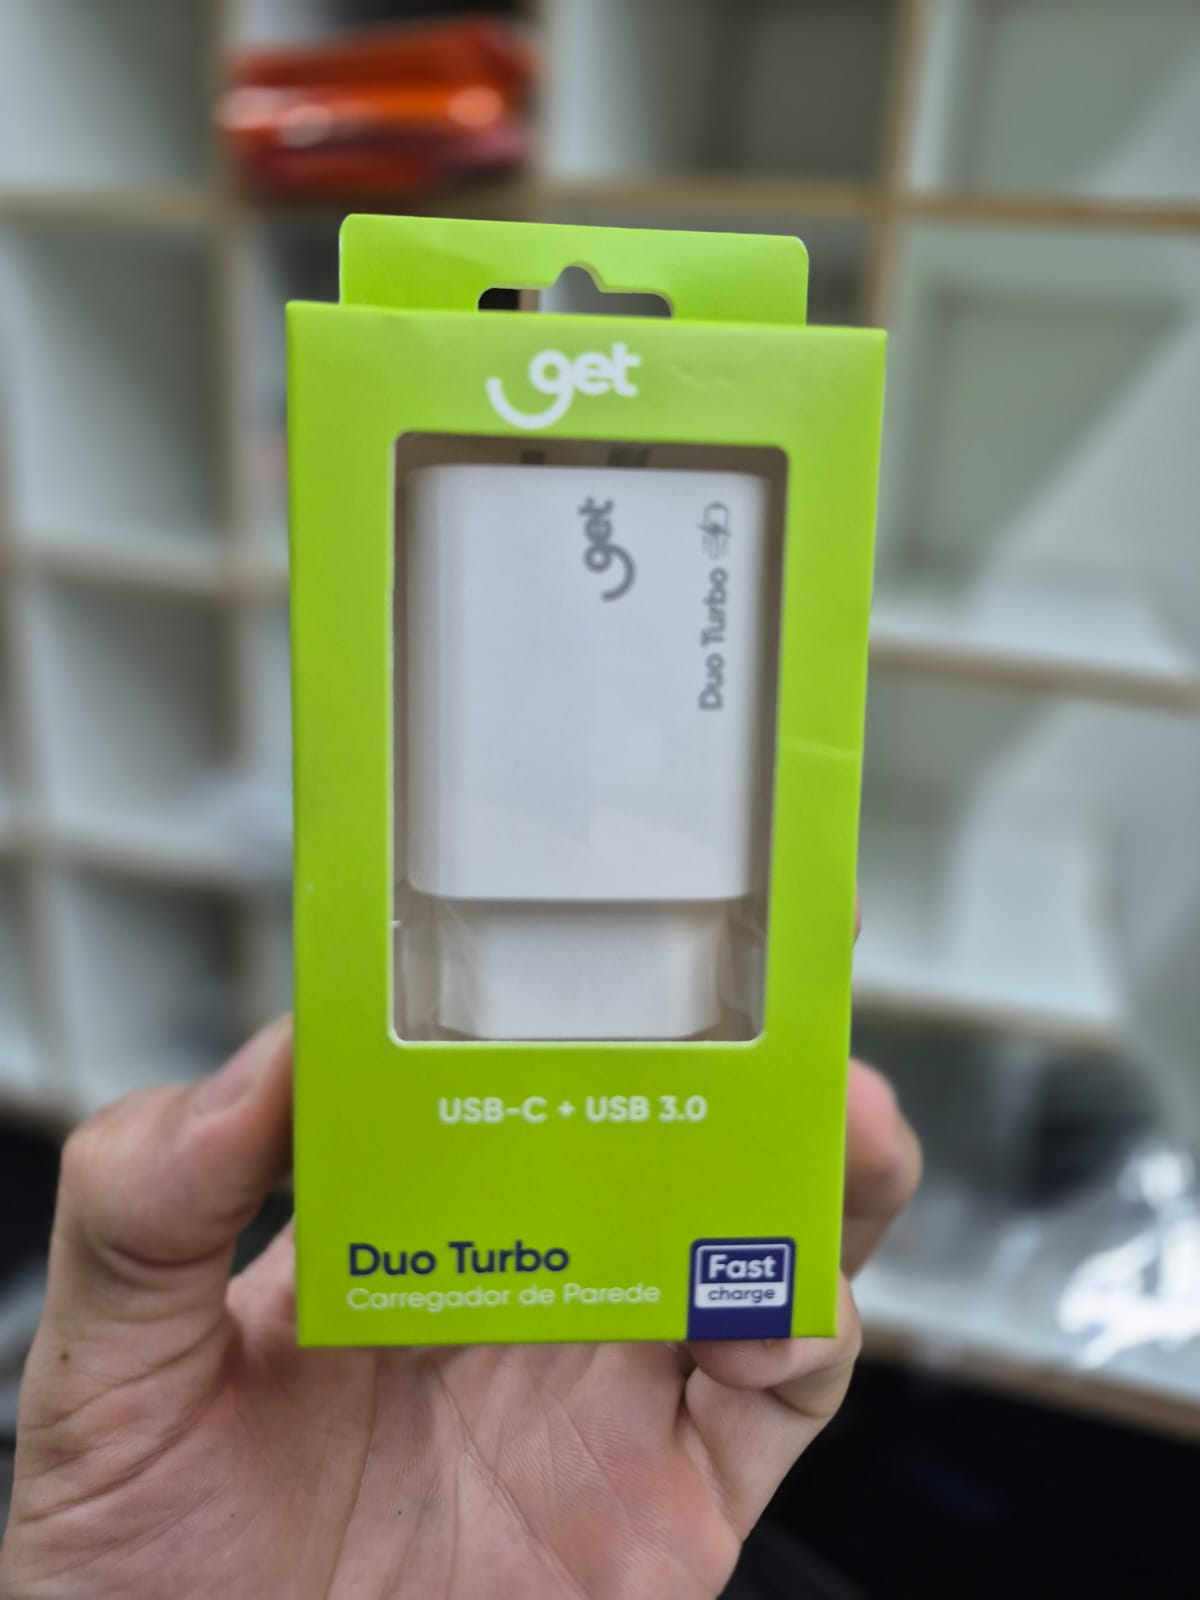 get
get
Duo Turbo
USB-C + USB 3.0
Duo Turbo
Carregador de Parede
Fast
charge